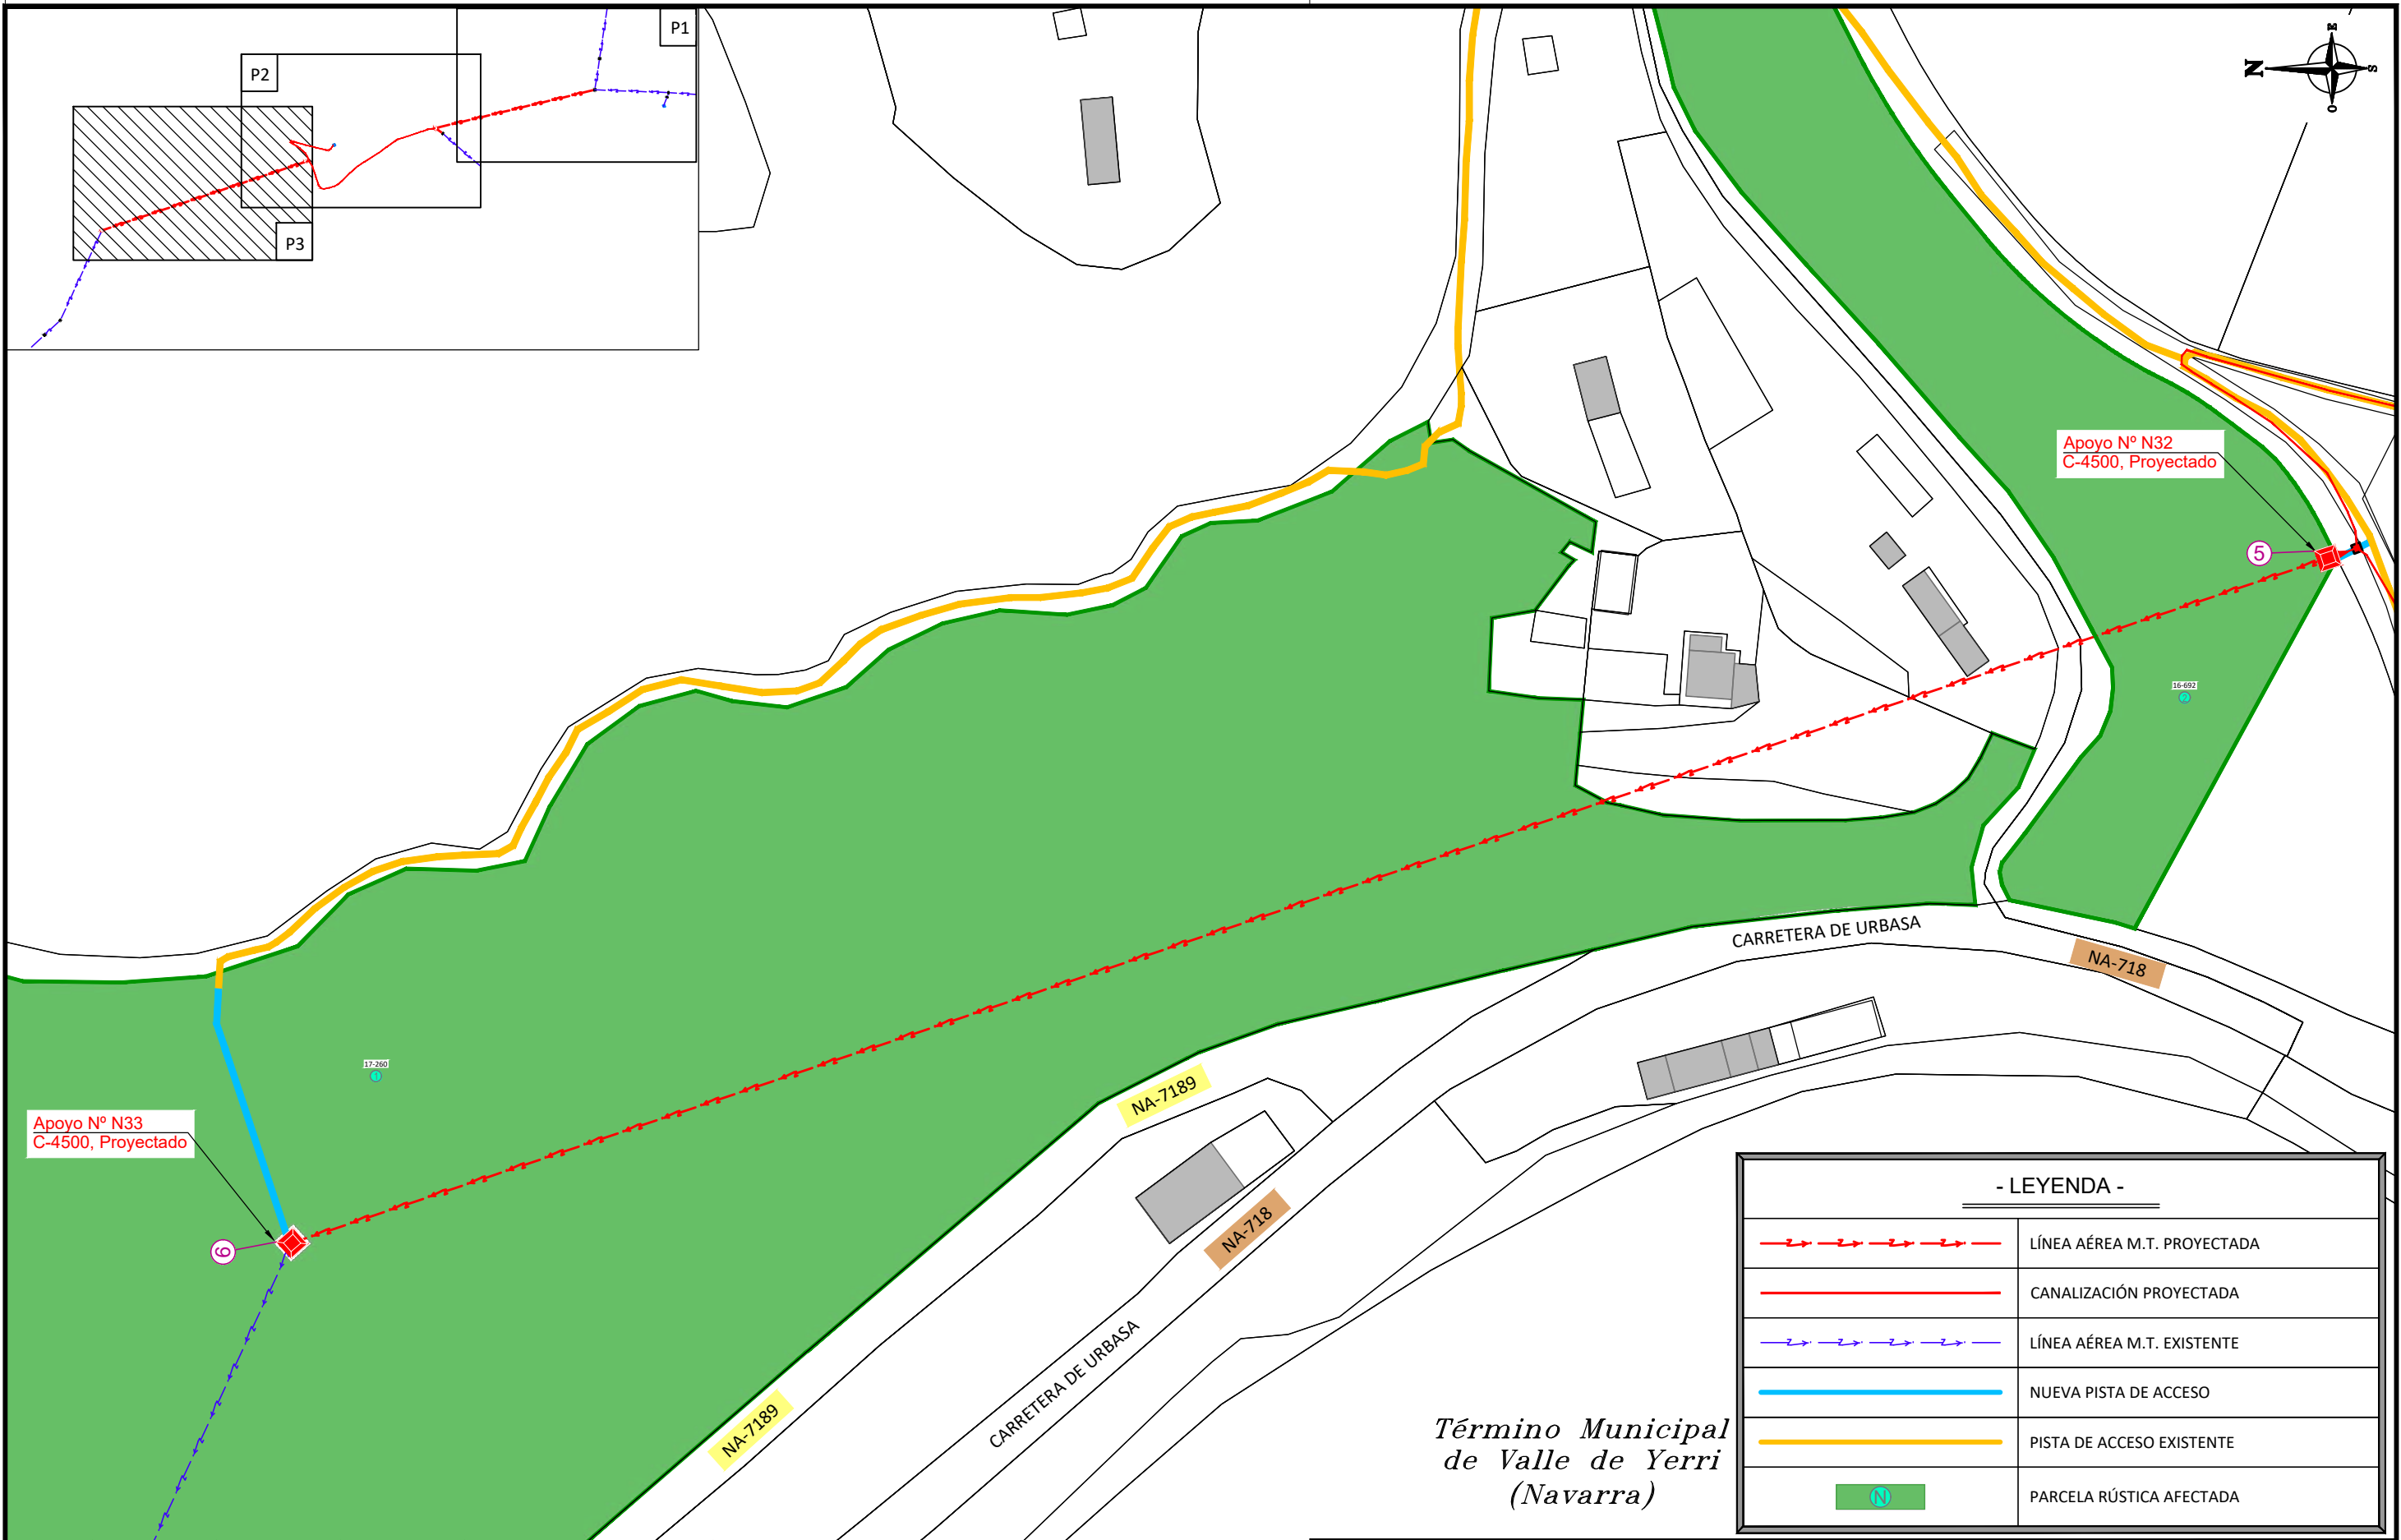 P1
P2
P3
N
E
S
O
Apoyo Nº N32
C-4500, Proyectado
5
16-692
2
CARRETERA DE URBASA
NA-718
17-260
1
NA-7189
Apoyo Nº N33
C-4500, Proyectado
6
NA-718
CARRETERA DE URBASA
NA-7189
Término Municipal
de Valle de Yerri
(Navarra)
- LEYENDA -
LÍNEA AÉREA M.T. PROYECTADA
CANALIZACIÓN PROYECTADA
LÍNEA AÉREA M.T. EXISTENTE
NUEVA PISTA DE ACCESO
PISTA DE ACCESO EXISTENTE
N
PARCELA RÚSTICA AFECTADA